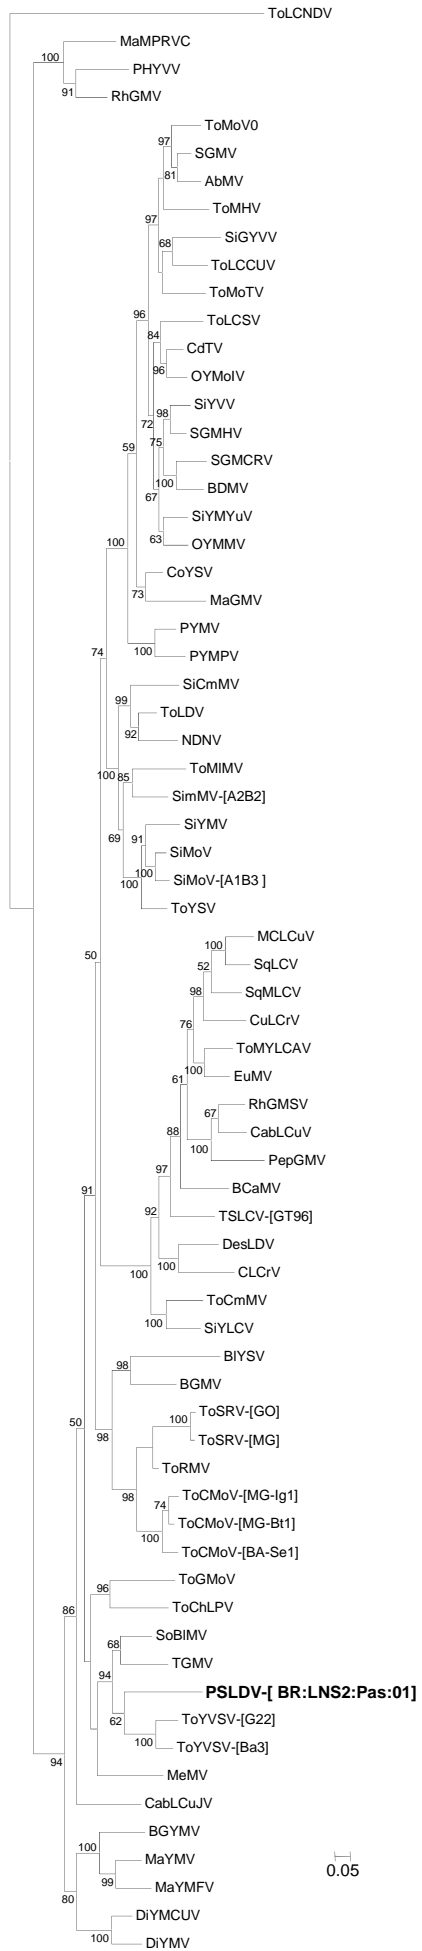 ToLCNDV
MaMPRVC
100
PHYVV
91
RhGMV
ToMoV0
97
SGMV
81
AbMV
ToMHV
97
SiGYVV
68
ToLCCUV
ToMoTV
96
ToLCSV
84
CdTV
96
OYMoIV
SiYVV
98
72
SGMHV
75
59
SGMCRV
100
BDMV
67
SiYMYuV
63
OYMMV
100
CoYSV
73
MaGMV
PYMV
100
PYMPV
74
SiCmMV
99
ToLDV
92
NDNV
100
ToMIMV
85
SimMV-[A2B2]
69
SiYMV
91
SiMoV
100
SiMoV-[A1B3 ]
100
ToYSV
MCLCuV
100
50
SqLCV
52
SqMLCV
98
CuLCrV
76
ToMYLCAV
100
EuMV
61
RhGMSV
67
CabLCuV
88
100
PepGMV
97
BCaMV
91
TSLCV-[GT96]
92
DesLDV
100
100
CLCrV
ToCmMV
100
SiYLCV
BIYSV
98
BGMV
50
ToSRV-[GO]
100
98
ToSRV-[MG]
ToRMV
98
ToCMoV-[MG-Ig1]
74
ToCMoV-[MG-Bt1]
100
ToCMoV-[BA-Se1]
ToGMoV
96
ToChLPV
86
SoBIMV
68
TGMV
94
PSLDV-[ BR:LNS2:Pas:01]
62
ToYVSV-[G22]
100
ToYVSV-[Ba3]
94
MeMV
CabLCuJV
BGYMV
100
MaYMV
99
MaYMFV
80
DiYMCUV
100
DiYMV
0.05